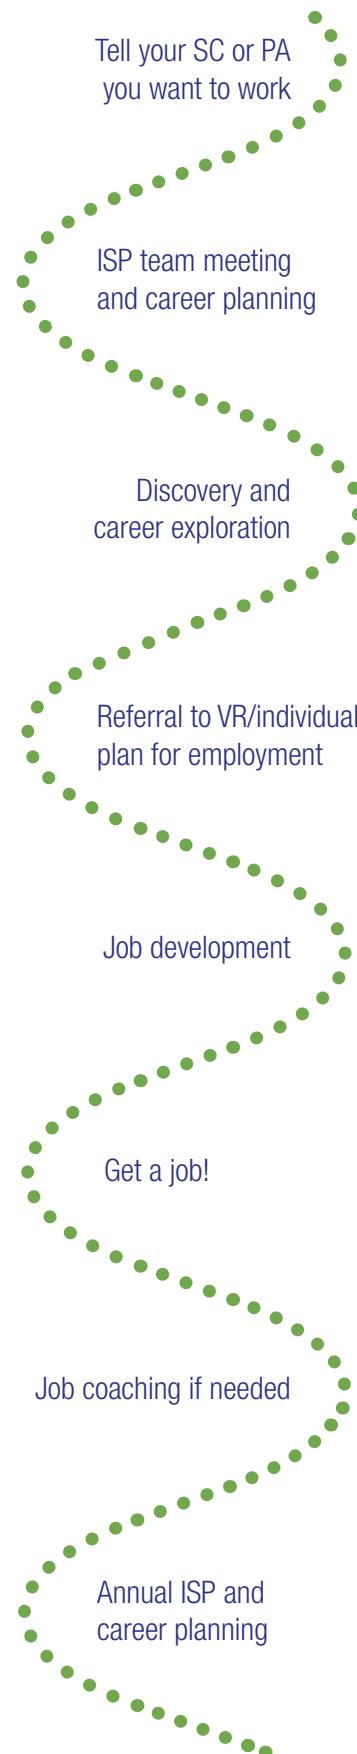 Tell your SC or PA
you want to work
ISP team meeting
and career planning
Discovery and
career exploration
Referral to VR/individual
plan for employment
Job development
Get a job!
Job coaching if needed
Annual ISP and
career planning